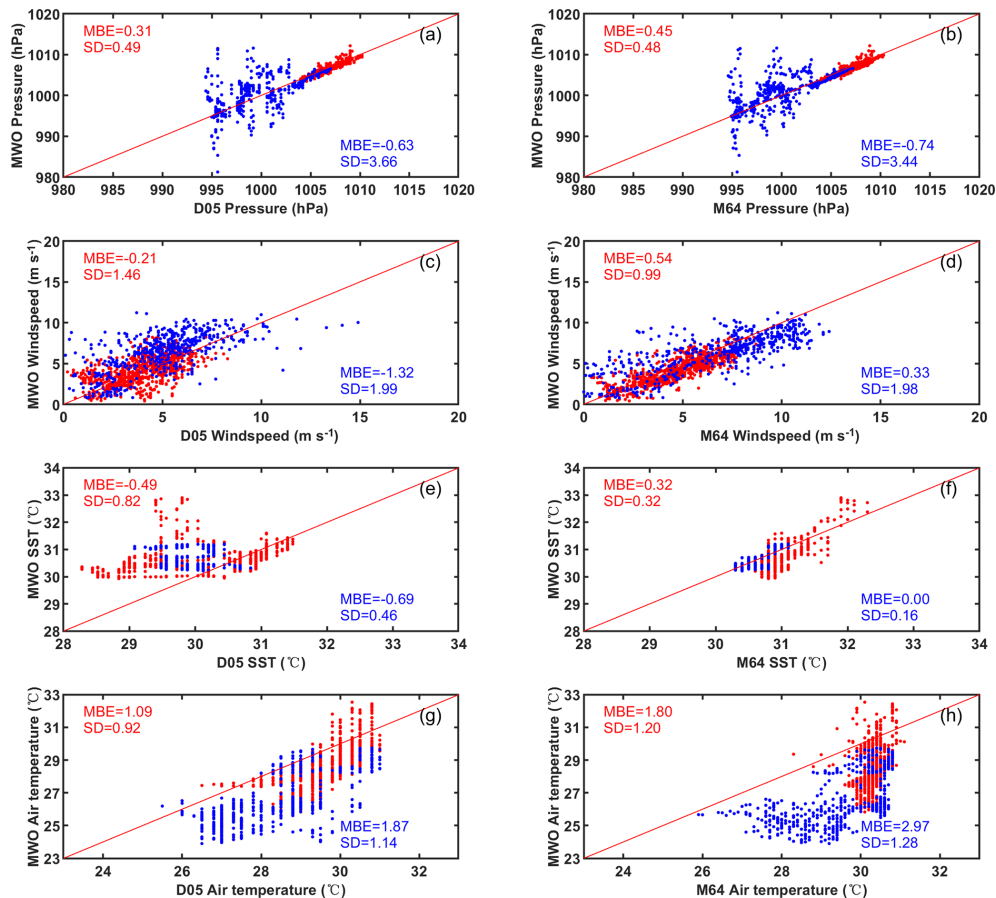 MBE=0.31
SD=0.49
(a)
MBE=-0.63
SD=3.66
MWO Pressure (hPa)
1020
1010
1000
990
980
980 985 990 995 1000 1005 1010 1015 1020
D05 Pressure (hPa)
MBE=0.45
SD=0.48
(b)
MBE=-0.74
SD=3.44
MWO Pressure (hPa)
1020
1010
1000
990
980
980 985 990 995 1000 1005 1010 1015 1020
M64 Pressure (hPa)
MBE=-0.21
SD=1.46
(c)
MBE=-1.32
SD=1.99
MWO Windspeed (m s-1)
20
15
10
5
0
0 5 10 15 20
D05 Windspeed (m s-1)
MBE=0.54
SD=0.99
(d)
MBE=0.33
SD=1.98
MWO Windspeed (m s-1)
20
15
10
5
0
0 5 10 15 20
M64 Windspeed (m s-1)
MBE=-0.49
SD=0.82
(e)
MBE=-0.69
SD=0.46
MWO SST (℃)
34
33
32
31
30
29
28
28 29 30 31 32 33 34
D05 SST (℃)
MBE=0.32
SD=0.32
(f)
MBE=0.00
SD=0.16
MWO SST (℃)
34
33
32
31
30
29
28
28 29 30 31 32 33 34
M64 SST (℃)
MBE=1.09
SD=0.92
(g)
MBE=1.87
SD=1.14
MWO Air temperature (℃)
33
31
29
27
25
23
24 26 28 30 32
D05 Air temperature (℃)
MBE=1.80
SD=1.20
(h)
MBE=2.97
SD=1.28
MWO Air temperature (℃)
33
31
29
27
25
23
24 26 28 30 32
M64 Air temperature (℃)